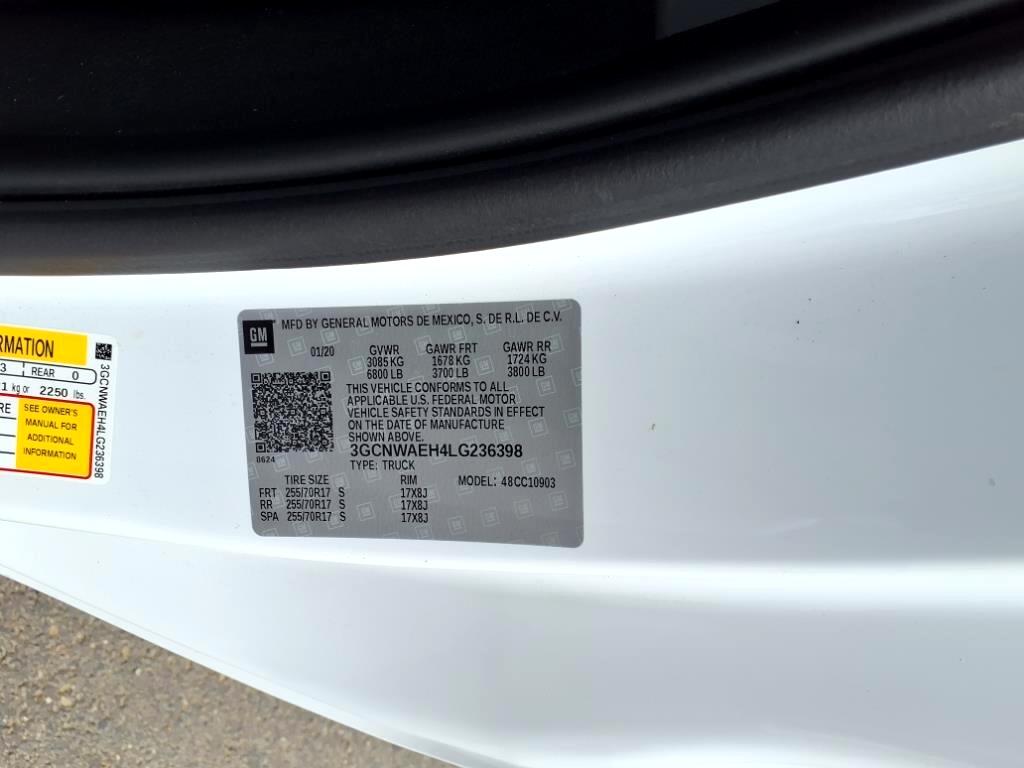 RMATION
3 REAR 0
1 kg or 2250 lbs.
RE
SEE OWNER'S
MANUAL FOR
ADDITIONAL
INFORMATION
3GCNWAEH4LG236398
GM
MFD BY GENERAL MOTORS DE MEXICO, S. DE R.L. DE C.V.
01/20 GVWR GAWR FRT GAWR RR
3085 KG 1678 KG 1724 KG
6800 LB 3700 LB 3800 LB
THIS VEHICLE CONFORMS TO ALL
APPLICABLE U.S. FEDERAL MOTOR
VEHICLE SAFETY STANDARDS IN EFFECT
ON THE DATE OF MANUFACTURE
SHOWN ABOVE.
0624
3GCNWAEH4LG236398
TYPE: TRUCK
TIRE SIZE RIM MODEL: 48CC10903
FRT 255/70R17 S 17X8J
RR 255/70R17 S 17X8J
SPA 255/70R17 S 17X8J